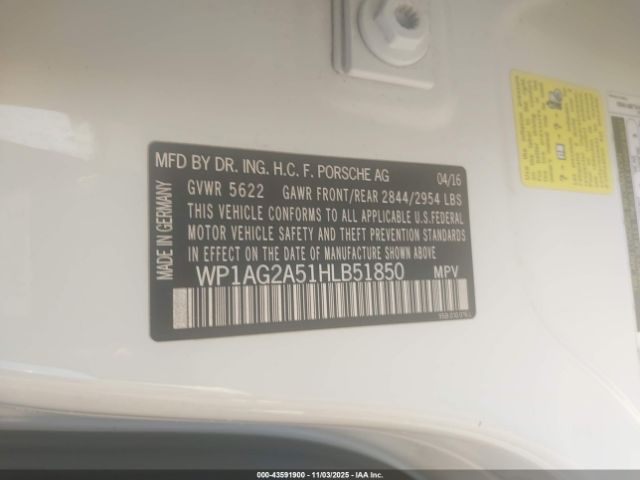 MADE IN GERMANY
MFD BY DR. ING. H.C. F. PORSCHE AG 04/16
GVWR 5622 GAWR FRONT/REAR 2844/2954 LBS
THIS VEHICLE CONFORMS TO ALL APPLICABLE U.S.FEDERAL
MOTOR VEHICLE SAFETY AND THEFT PREVENTION STANDARDS
IN EFFECT ON THE DATE OF MANUFACTURE SHOWN ABOVE
WP1AG2A51HLB51850 MPV
000-43591900 11/03/2025 IAA Inc.